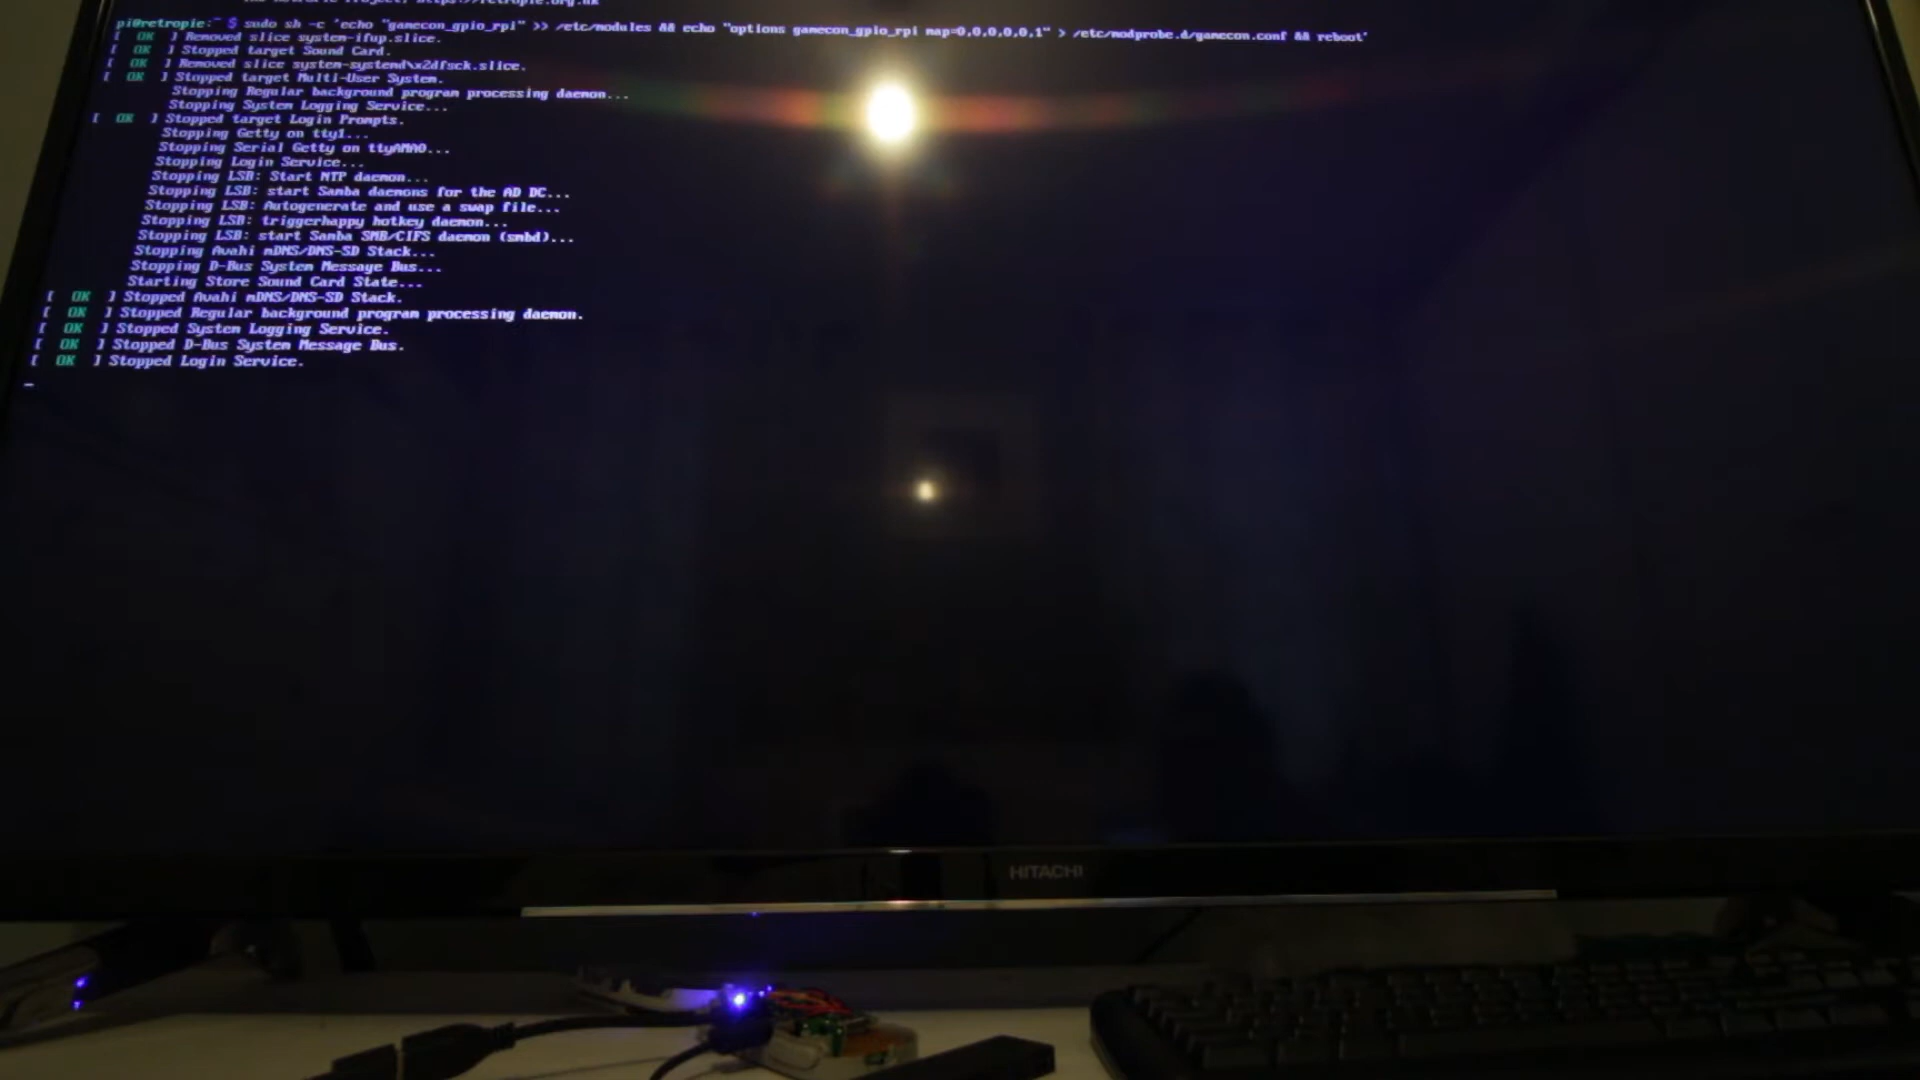 The RetroPie Project, https://retropie.org.uk
pi@retropie:~ $ sudo sh -c 'echo "gamecon_gpio_rpi" >> /etc/modules && echo "options gamecon_gpio_rpi map=0,0,0,0,0,1" > /etc/modprobe.d/gamecon.conf && reboot'
[ OK ] Removed slice system-ifup.slice.
[ OK ] Stopped target Sound Card.
[ OK ] Removed slice system-systemd\x2dfsck.slice.
[ OK ] Stopped target Multi-User System.
Stopping Regular background program processing daemon...
Stopping System Logging Service...
[ OK ] Stopped target Login Prompts.
Stopping Getty on tty1...
Stopping Serial Getty on ttyAMA0...
Stopping Login Service...
Stopping LSB: Start NTP daemon...
Stopping LSB: start Samba daemons for the AD DC...
Stopping LSB: Autogenerate and use a swap file...
Stopping LSB: triggerhappy hotkey daemon...
Stopping LSB: start Samba SMB/CIFS daemon (smbd)...
Stopping Avahi mDNS/DNS-SD Stack...
Stopping D-Bus System Message Bus...
Starting Store Sound Card State...
[ OK ] Stopped Avahi mDNS/DNS-SD Stack.
[ OK ] Stopped Regular background program processing daemon.
[ OK ] Stopped System Logging Service.
[ OK ] Stopped D-Bus System Message Bus.
[ OK ] Stopped Login Service.
HITACHI